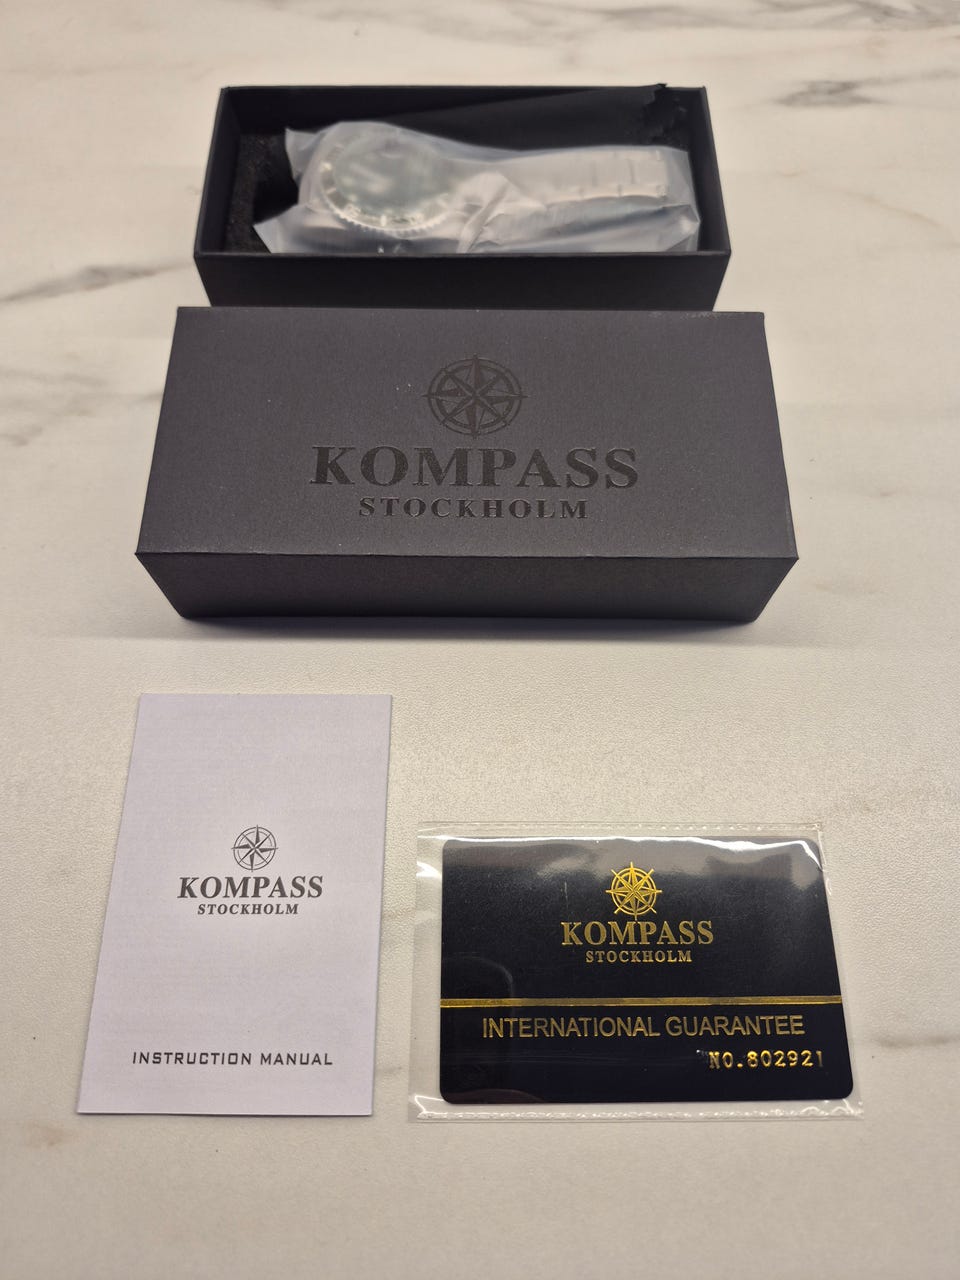 KOMPASS
STOCKHOLM
KOMPASS
STOCKHOLM
INSTRUCTION MANUAL
KOMPASS
STOCKHOLM
INTERNATIONAL GUARANTEE
NO.802921